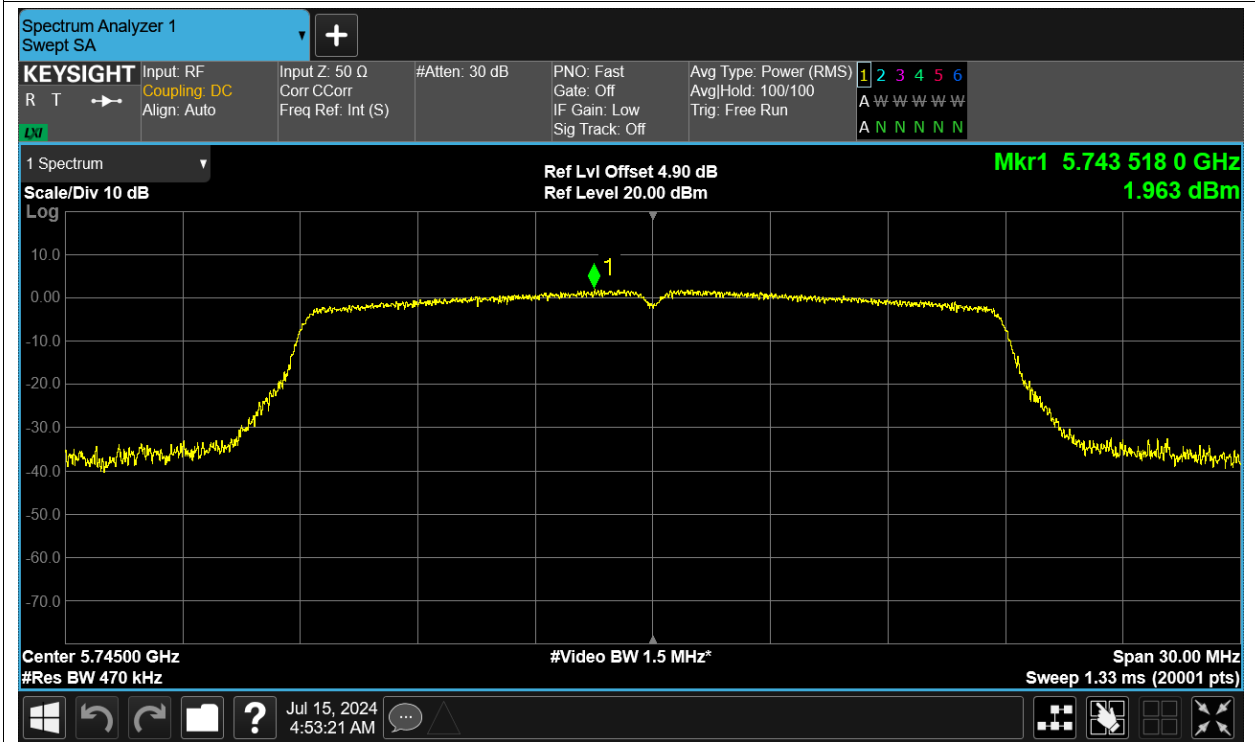 Spectrum Analyzer 1
Swept SA
+
KEYSIGHT
R T
LXI
Input: RF
Coupling: DC
Align: Auto
Input Z: 50 Ω
Corr CCorr
Freq Ref: Int (S)
#Atten: 30 dB
PNO: Fast
Gate: Off
IF Gain: Low
Sig Track: Off
Avg Type: Power (RMS)
Avg|Hold: 100/100
Trig: Free Run
1 2 3 4 5 6
A W W W W W
A N N N N N
1 Spectrum
Scale/Div 10 dB
Log
Ref Lvl Offset 4.90 dB
Ref Level 20.00 dBm
Mkr1 5.743 518 0 GHz
1.963 dBm
1
10.0
0.00
-10.0
-20.0
-30.0
-40.0
-50.0
-60.0
-70.0
Center 5.74500 GHz
#Res BW 470 kHz
#Video BW 1.5 MHz*
Span 30.00 MHz
Sweep 1.33 ms (20001 pts)
?
Jul 15, 2024
4:53:21 AM